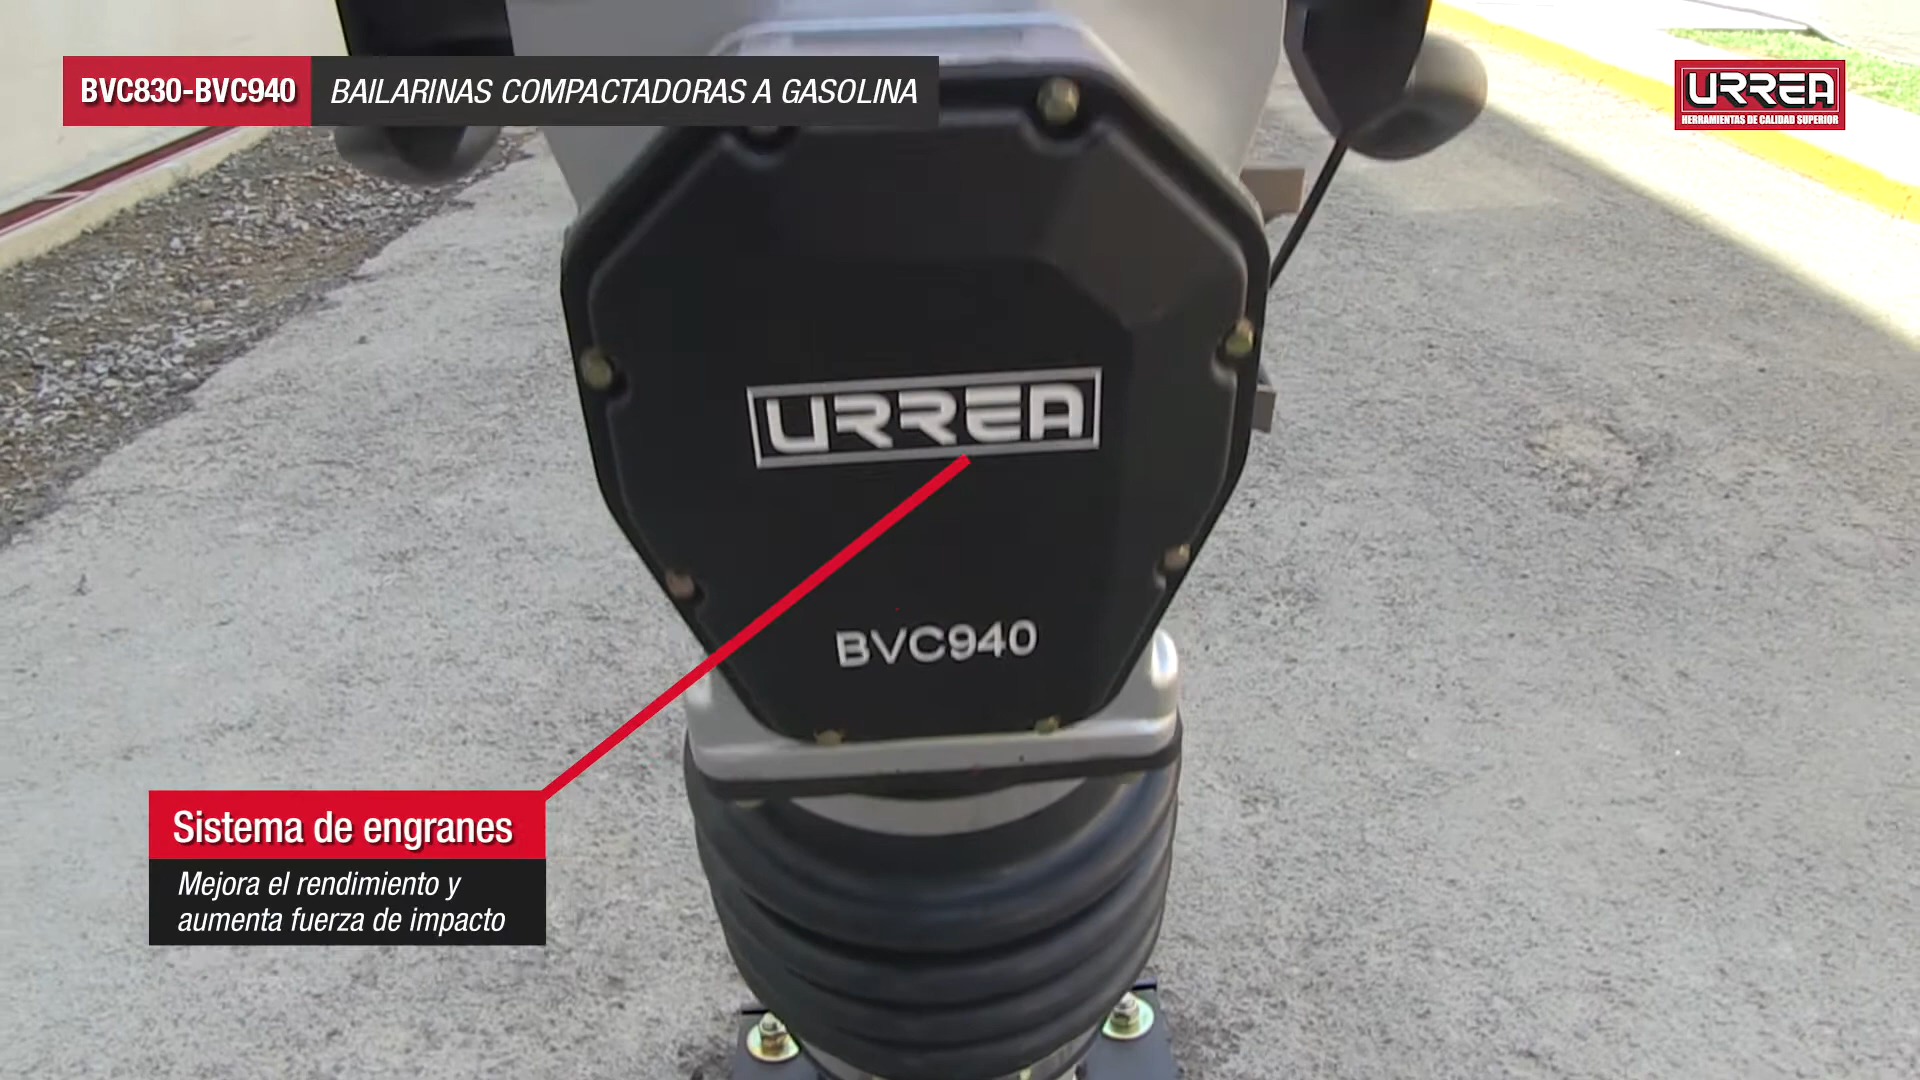 BVC830-BVC940 BAILARINAS COMPACTADORAS A GASOLINA
URREA
HERRAMIENTAS DE CALIDAD SUPERIOR
URREA
BVC940
Sistema de engranes
Mejora el rendimiento y
aumenta fuerza de impacto